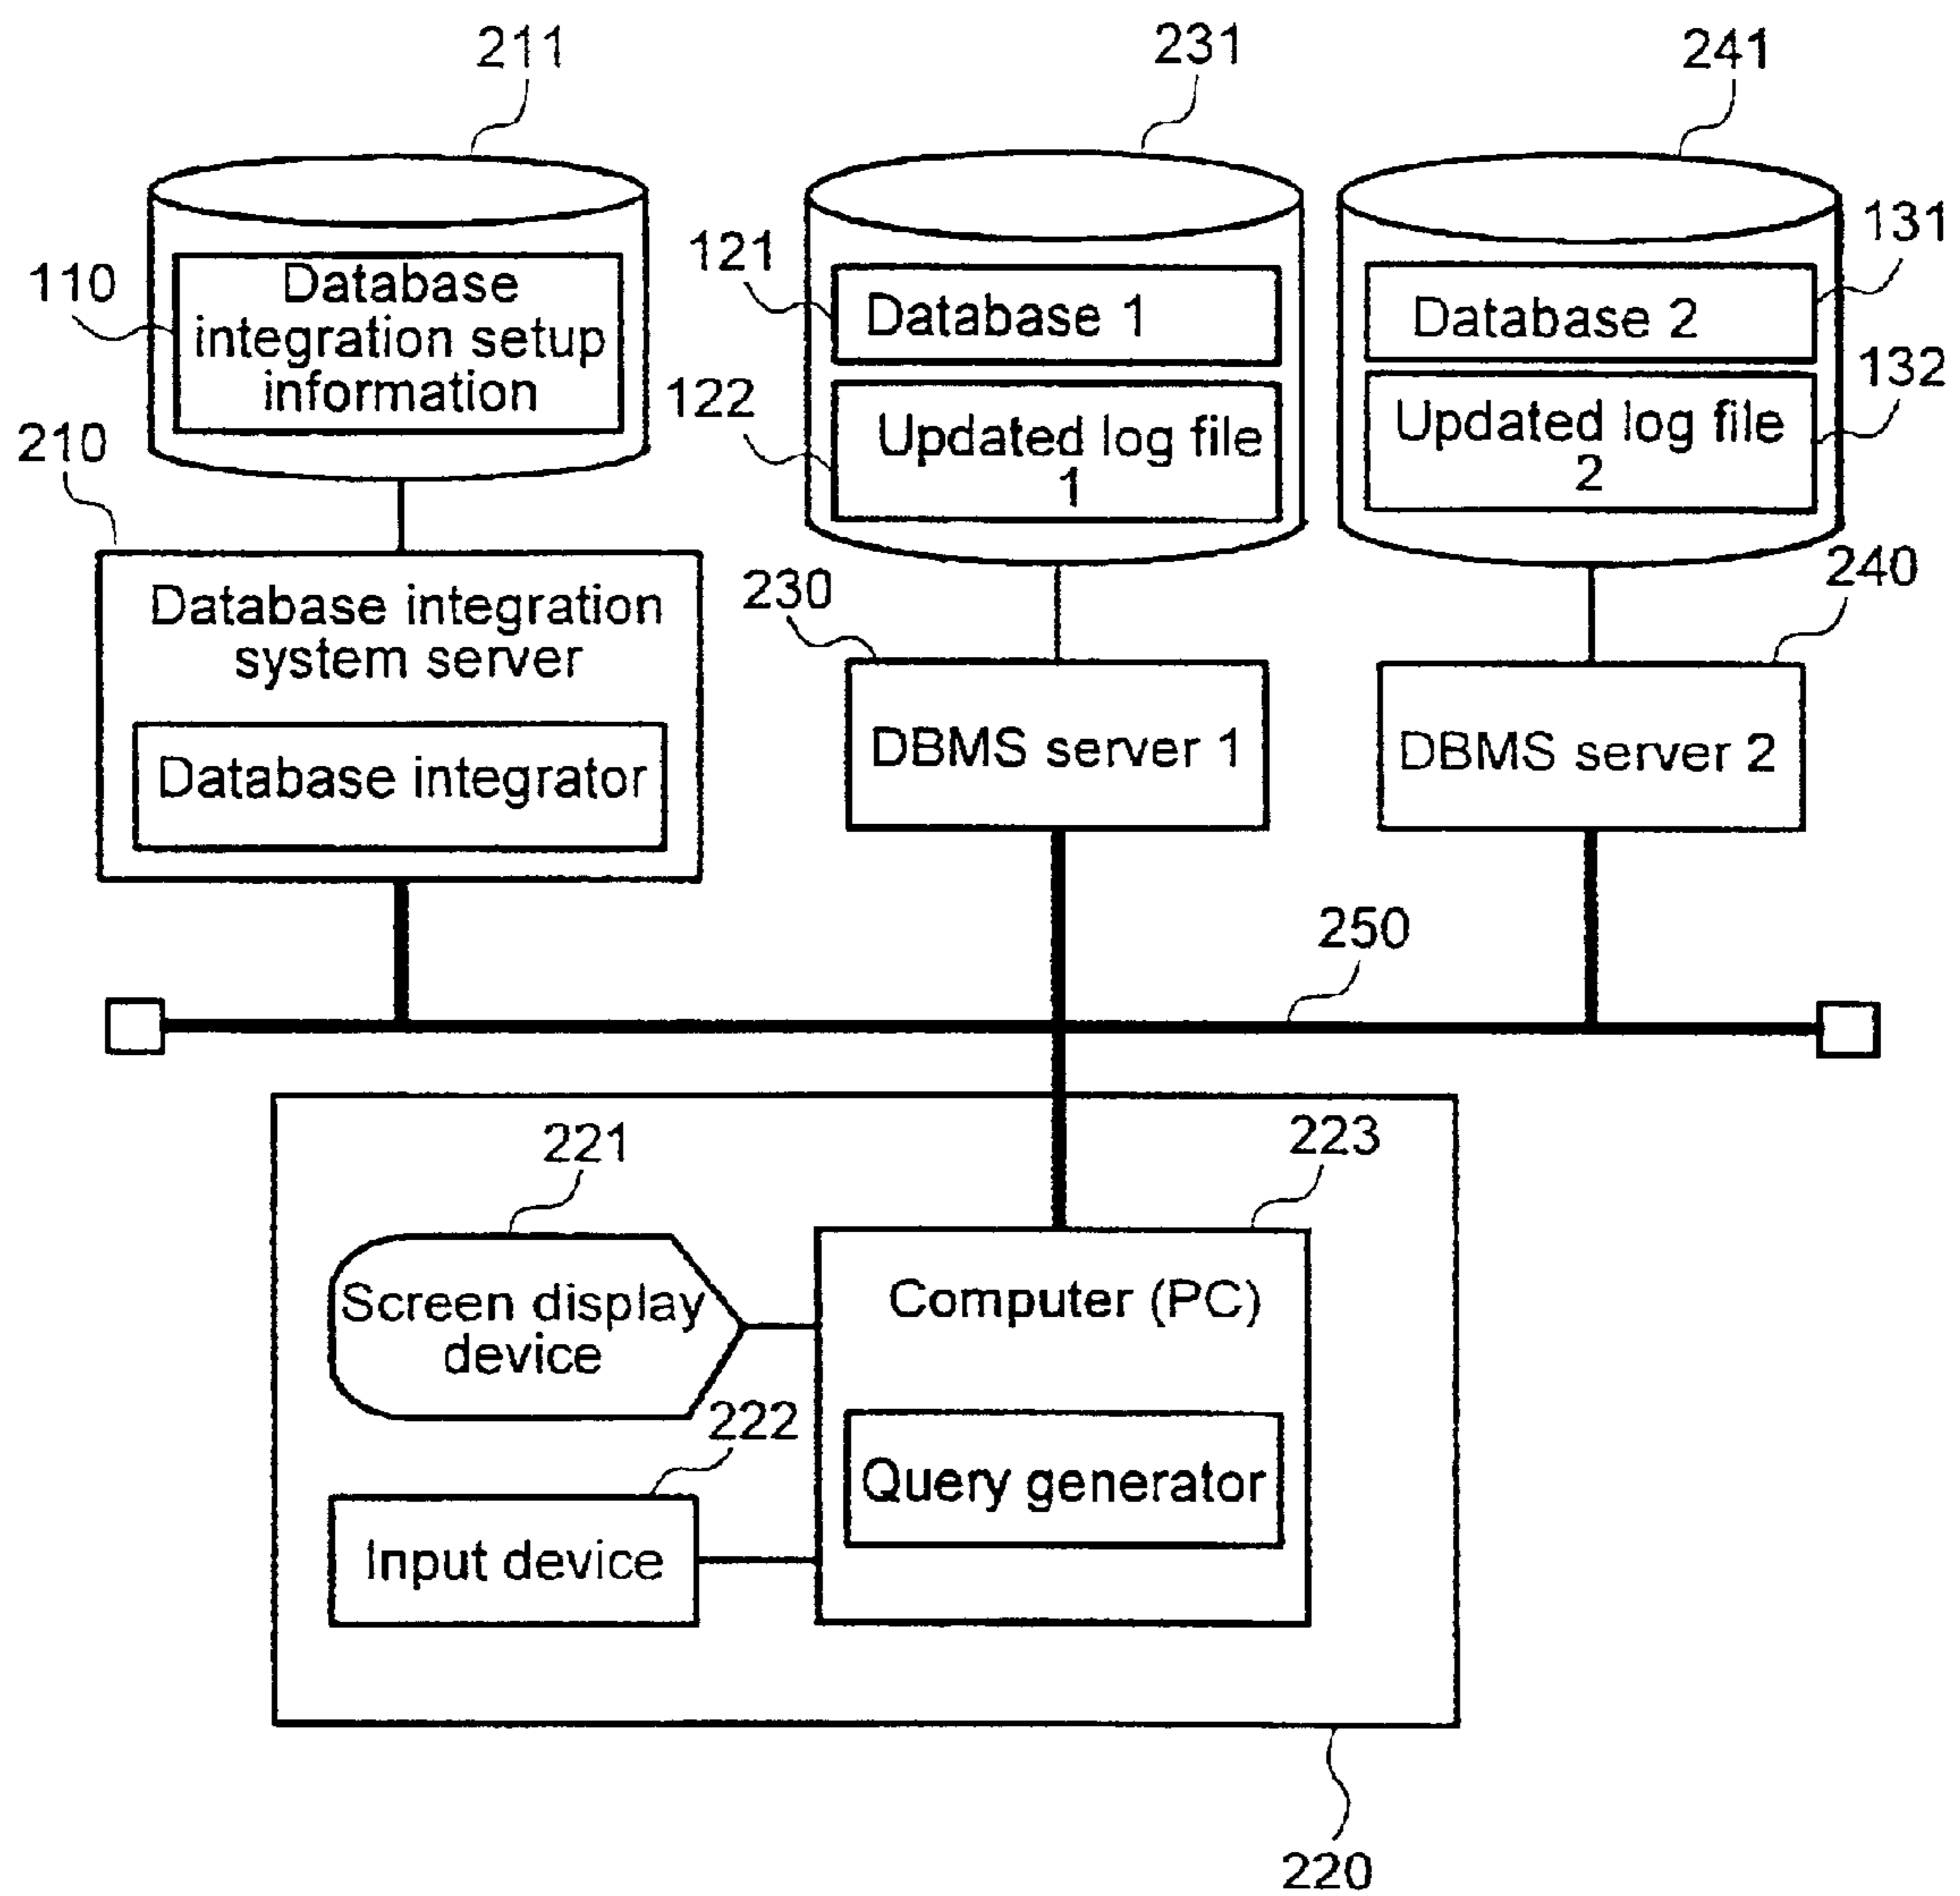 211
231
241
110
Database
integration setup
information
121
Database 1
131
Database 2
122
Updated log file
1
132
Updated log file
2
210
Database integration
system server
Database integrator
230
DBMS server 1
240
DBMS server 2
250
221
Screen display
device
223
Computer (PC)
222
Input device
Query generator
220